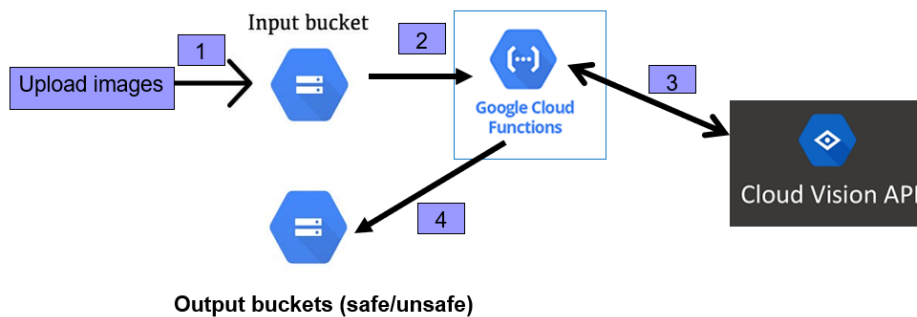 Input bucket
1
2
Upload images
Google Cloud
Functions
3
Cloud Vision API
4
Output buckets (safe/unsafe)